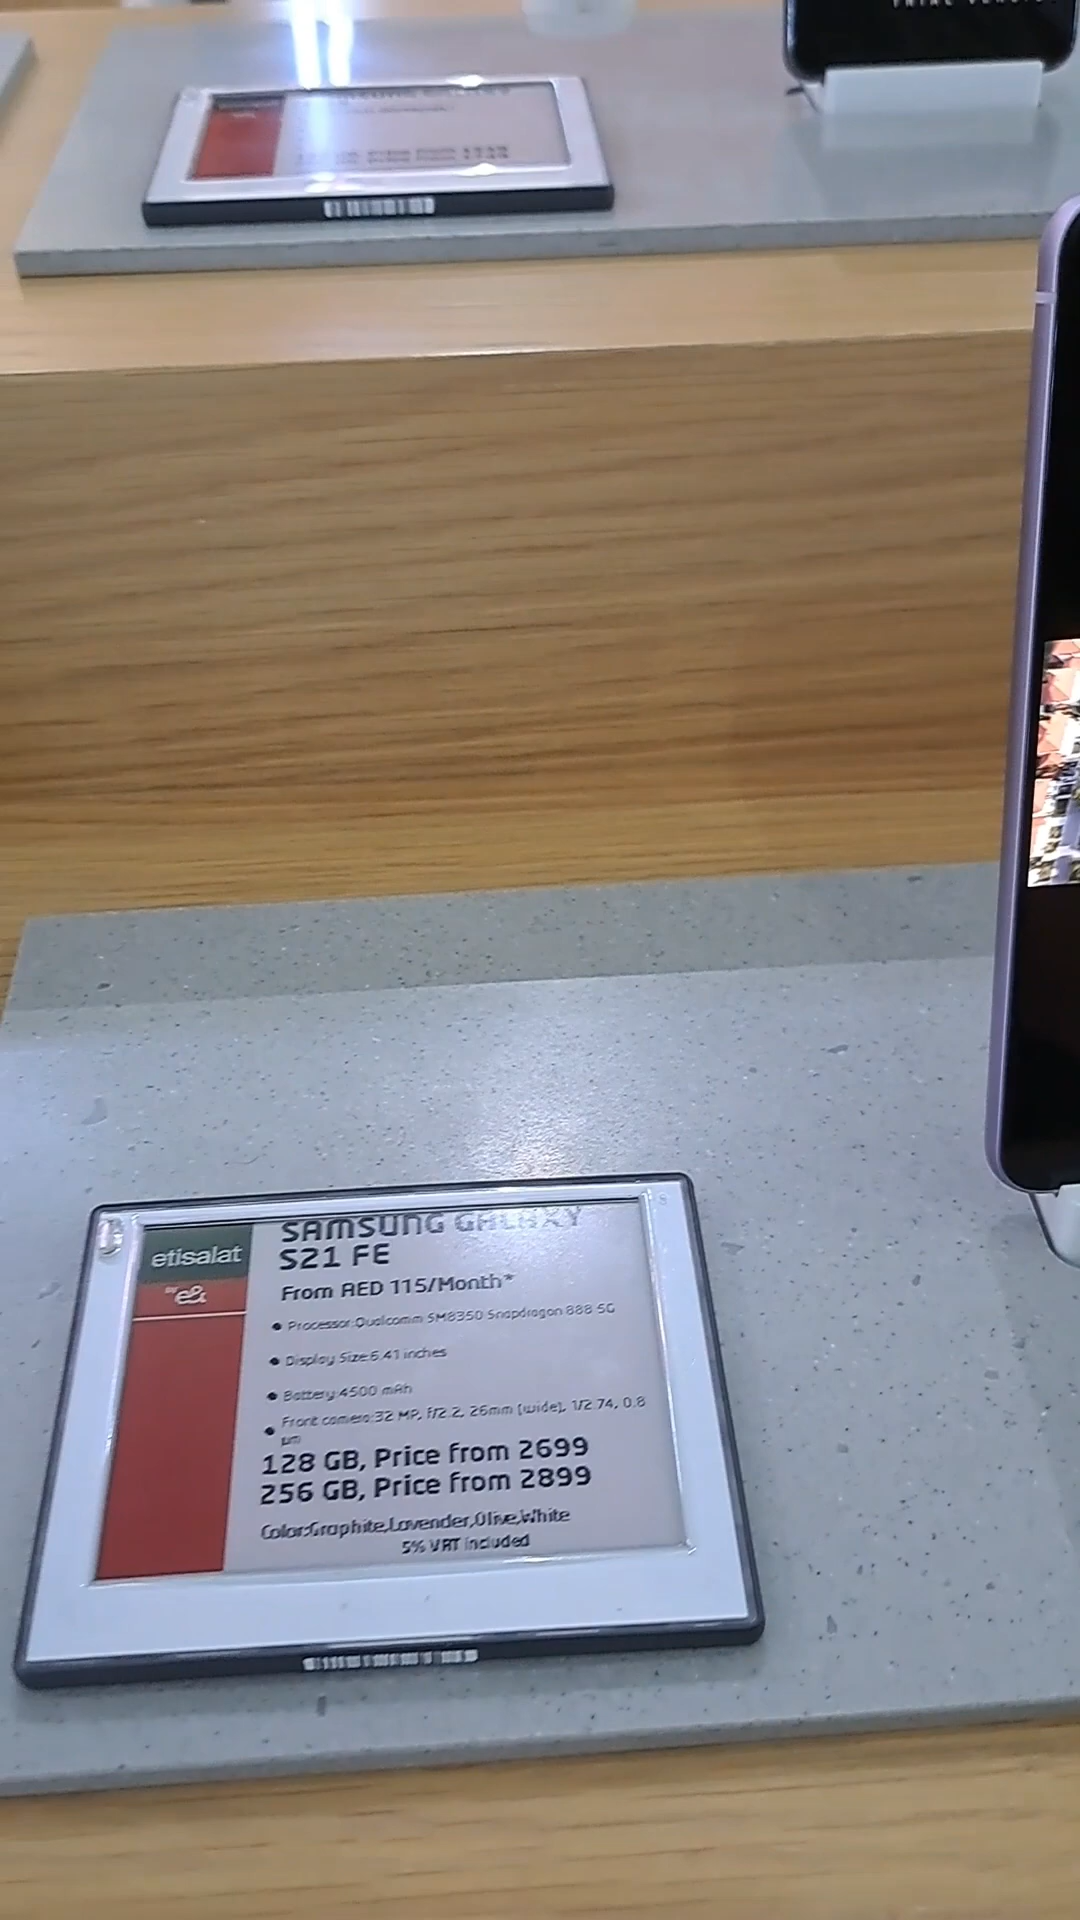 TRIAL VERSION
etisalat
by e&
SAMSUNG GALAXY
S21 FE
From AED 115/Month*
● Processor:Qualcomm SM8350 Snapdragon 888 5G
● Display Size:6.41 inches
● Battery:4500 mAh
● Front camera:32 MP, f/2.2, 26mm [wide], 1/2.74, 0.8
µm
128 GB, Price from 2699
256 GB, Price from 2899
Color:Graphite,Lavender,Olive,White
5% VAT included